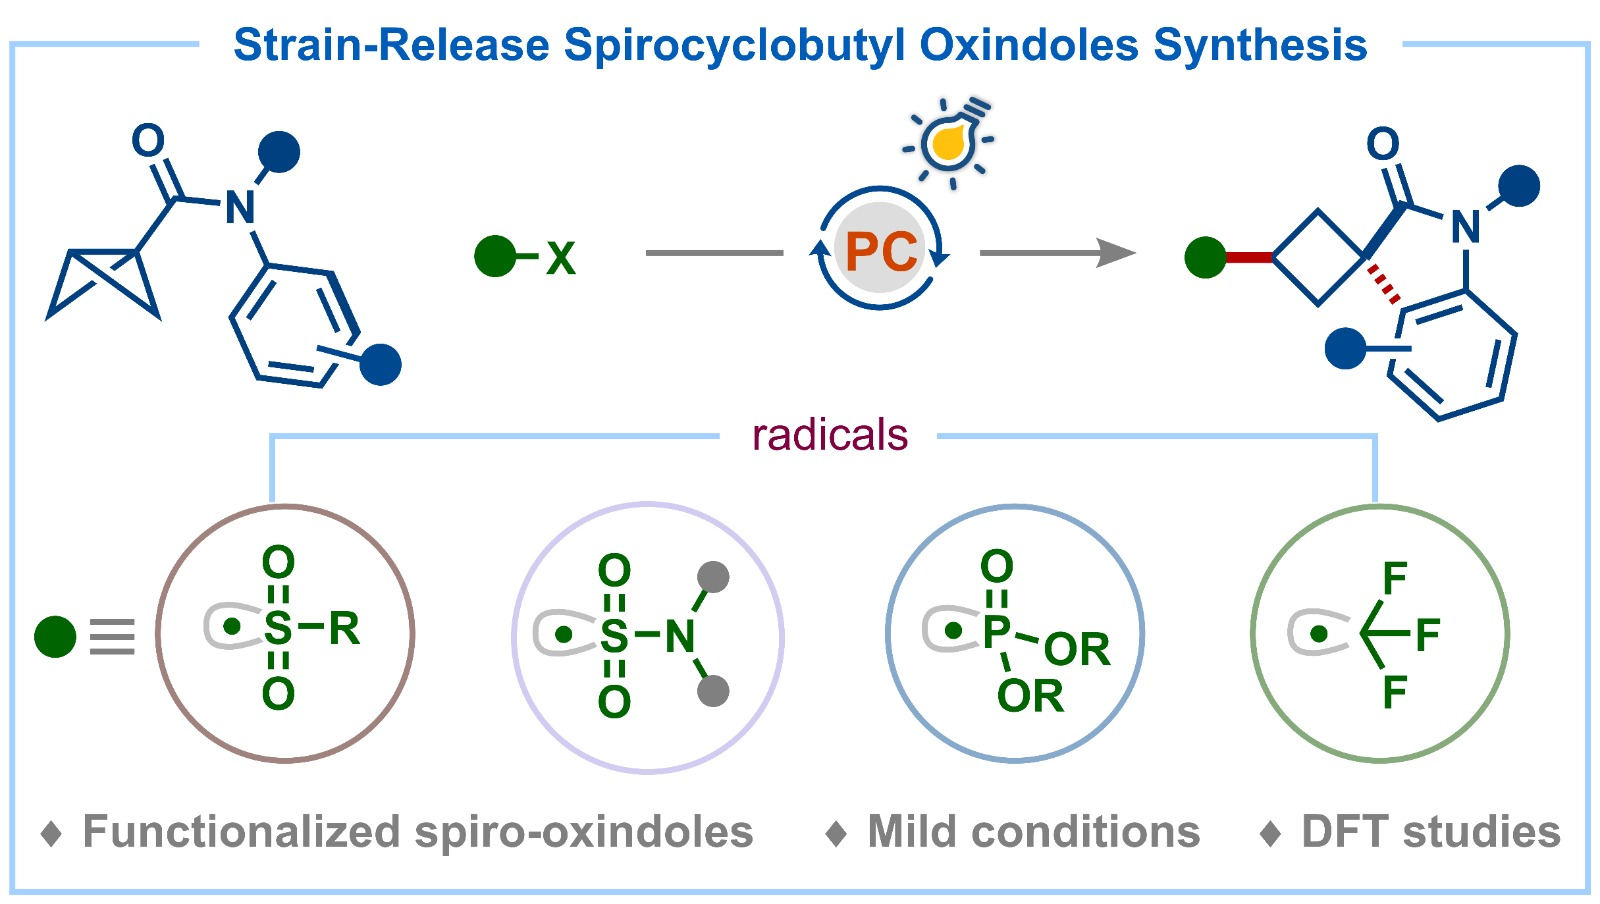 Strain-Release Spirocyclobutyl Oxindoles Synthesis
O
N
X
PC
O
N
radicals
O
S R
O
O
S N
O
O
P OR
OR
F
F
F
♦ Functionalized spiro-oxindoles ♦ Mild conditions ♦ DFT studies